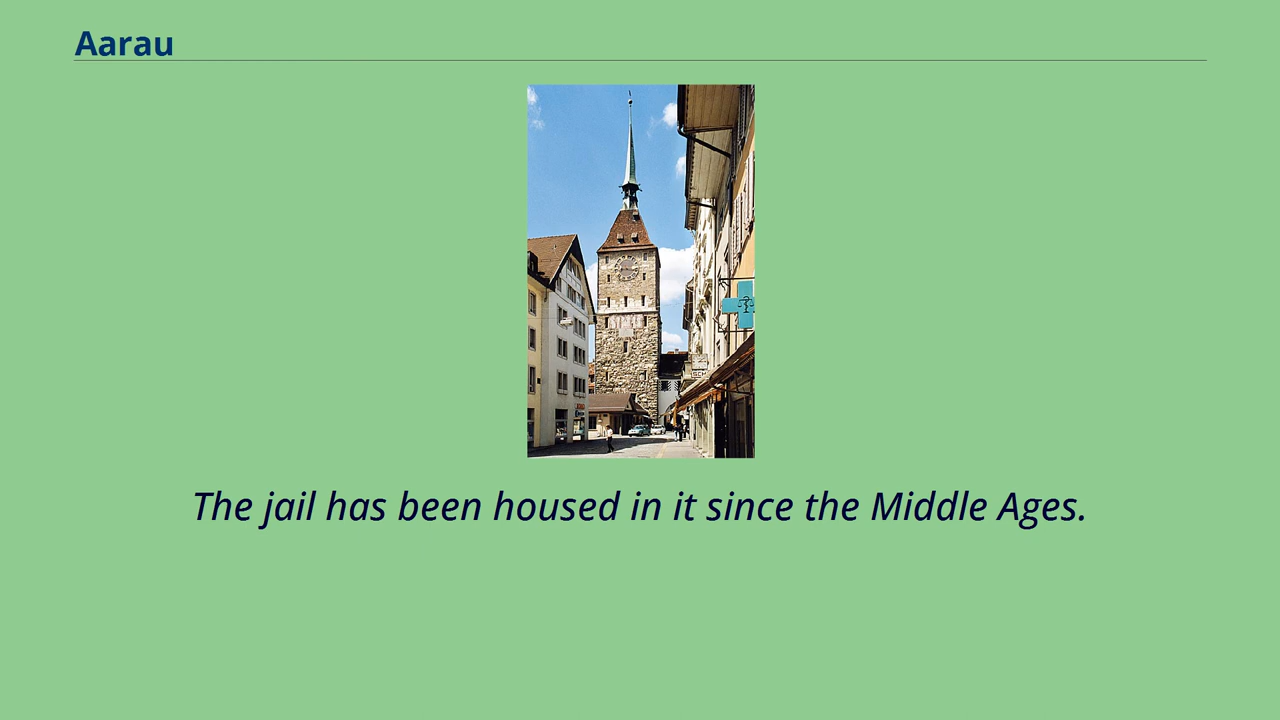 Aarau
The jail has been housed in it since the Middle Ages.